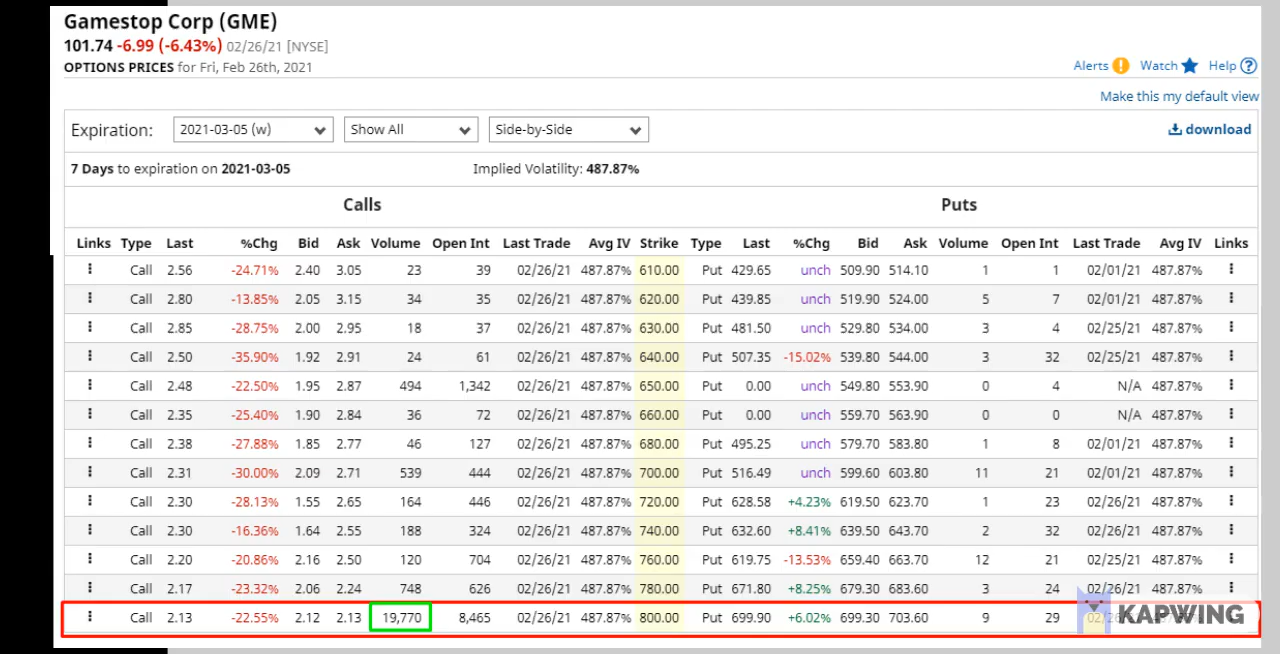 Gamestop Corp (GME)
101.74 -6.99 (-6.43%) 02/26/21 [NYSE]
OPTIONS PRICES for Fri, Feb 26th, 2021
Alerts Watch Help
Make this my default view
Expiration: 2021-03-05 (w) Show All Side-by-Side download
7 Days to expiration on 2021-03-05 Implied Volatility: 487.87%
Calls Puts
Links Type Last %Chg Bid Ask Volume Open Int Last Trade Avg IV Strike Type Last %Chg Bid Ask Volume Open Int Last Trade Avg IV Links
Call 2.56 -24.71% 2.40 3.05 23 39 02/26/21 487.87% 610.00 Put 429.65 unch 509.90 514.10 1 1 02/01/21 487.87%
Call 2.80 -13.85% 2.05 3.15 34 35 02/26/21 487.87% 620.00 Put 439.85 unch 519.90 524.00 5 7 02/01/21 487.87%
Call 2.85 -28.75% 2.00 2.95 18 37 02/26/21 487.87% 630.00 Put 481.50 unch 529.80 534.00 3 4 02/25/21 487.87%
Call 2.50 -35.90% 1.92 2.91 24 61 02/26/21 487.87% 640.00 Put 507.35 -15.02% 539.80 544.00 3 32 02/25/21 487.87%
Call 2.48 -22.50% 1.95 2.87 494 1,342 02/26/21 487.87% 650.00 Put 0.00 unch 549.80 553.90 0 4 N/A 487.87%
Call 2.35 -25.40% 1.90 2.84 36 72 02/26/21 487.87% 660.00 Put 0.00 unch 559.70 563.90 0 0 N/A 487.87%
Call 2.38 -27.88% 1.85 2.77 46 127 02/26/21 487.87% 680.00 Put 495.25 unch 579.70 583.80 1 8 02/01/21 487.87%
Call 2.31 -30.00% 2.09 2.71 539 444 02/26/21 487.87% 700.00 Put 516.49 unch 599.60 603.80 11 21 02/01/21 487.87%
Call 2.30 -28.13% 1.55 2.65 164 446 02/26/21 487.87% 720.00 Put 628.58 +4.23% 619.50 623.70 1 23 02/26/21 487.87%
Call 2.30 -16.36% 1.64 2.55 188 324 02/26/21 487.87% 740.00 Put 632.60 +8.41% 639.50 643.70 2 32 02/26/21 487.87%
Call 2.20 -20.86% 2.16 2.50 120 704 02/26/21 487.87% 760.00 Put 619.75 -13.53% 659.40 663.70 12 21 02/25/21 487.87%
Call 2.17 -23.32% 2.06 2.24 748 626 02/26/21 487.87% 780.00 Put 671.80 +8.25% 679.30 683.60 3 24 02/26/21 487.87%
Call 2.13 -22.55% 2.12 2.13 19,770 8,465 02/26/21 487.87% 800.00 Put 699.90 +6.02% 699.30 703.60 9 29
KAPWING